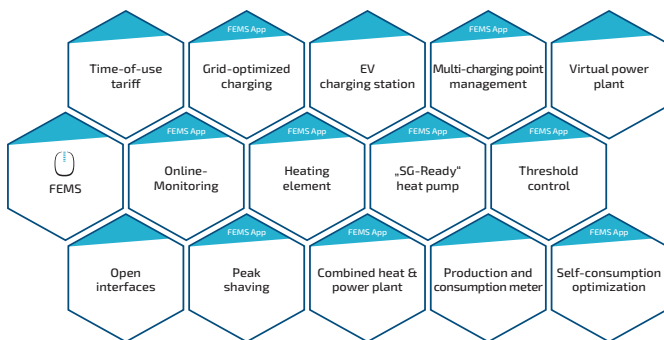 FEMS App
FEMS App
Time-of-use
tariff
Grid-optimized
charging
EV
charging station
Multi-charging point
management
Virtual power
plant
FEMS App
FEMS App
FEMS App
FEMS App
FEMS
Online-
Monitoring
Heating
element
„SG-Ready“
heat pump
Threshold
control
FEMS App
FEMS App
FEMS App
FEMS App
Open
interfaces
Peak
shaving
Combined heat &
power plant
Production and
consumption meter
Self-consumption
optimization